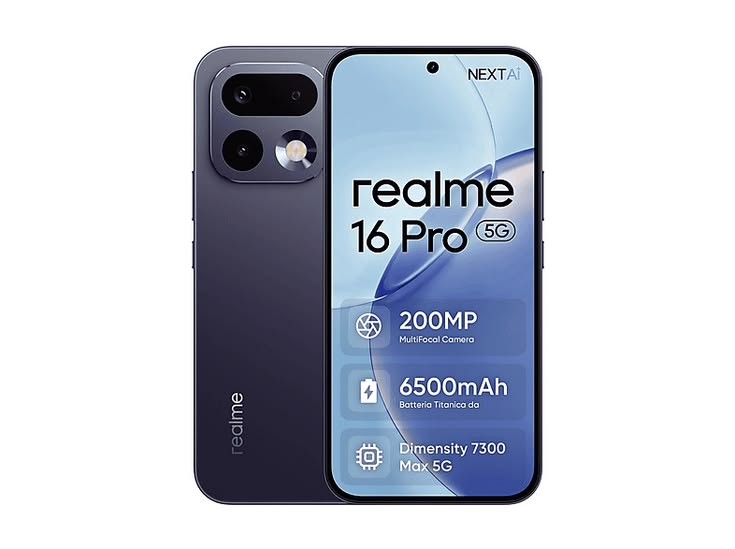 NEXTAi
realme
16 Pro 5G
200MP
MultiFocal Camera
6500mAh
Batteria Titanica da
Dimensity 7300
Max 5G
realme